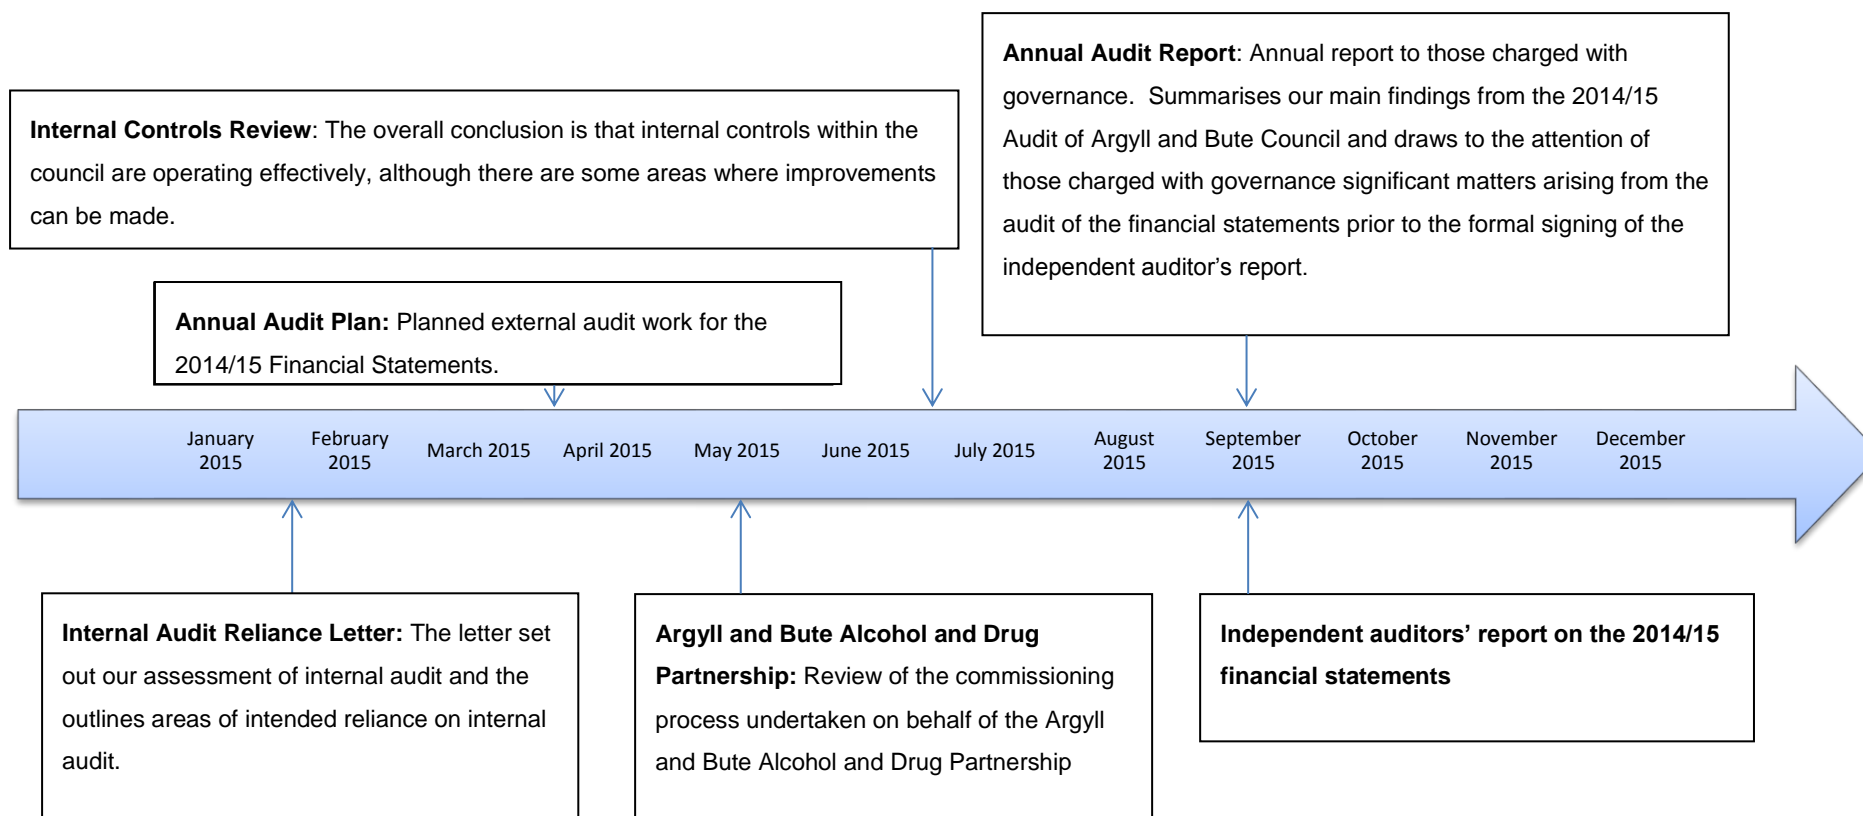 Annual Audit Report: Annual report to those charged with
governance.  Summarises our main findings from the 2014/15
Audit of Argyll and Bute Council and draws to the attention of
those charged with governance significant matters arising from the
audit of the financial statements prior to the formal signing of the
independent auditor’s report.
Internal Controls Review: The overall conclusion is that internal controls within the
council are operating effectively, although there are some areas where improvements
can be made.
Annual Audit Plan: Planned external audit work for the
2014/15 Financial Statements.
January
2015
February
2015
March 2015
April 2015
May 2015
June 2015
July 2015
August
2015
September
2015
October
2015
November
2015
December
2015
Internal Audit Reliance Letter: The letter set
out our assessment of internal audit and the
outlines areas of intended reliance on internal
audit.
Argyll and Bute Alcohol and Drug
Partnership: Review of the commissioning
process undertaken on behalf of the Argyll
and Bute Alcohol and Drug Partnership
Independent auditors’ report on the 2014/15
financial statements